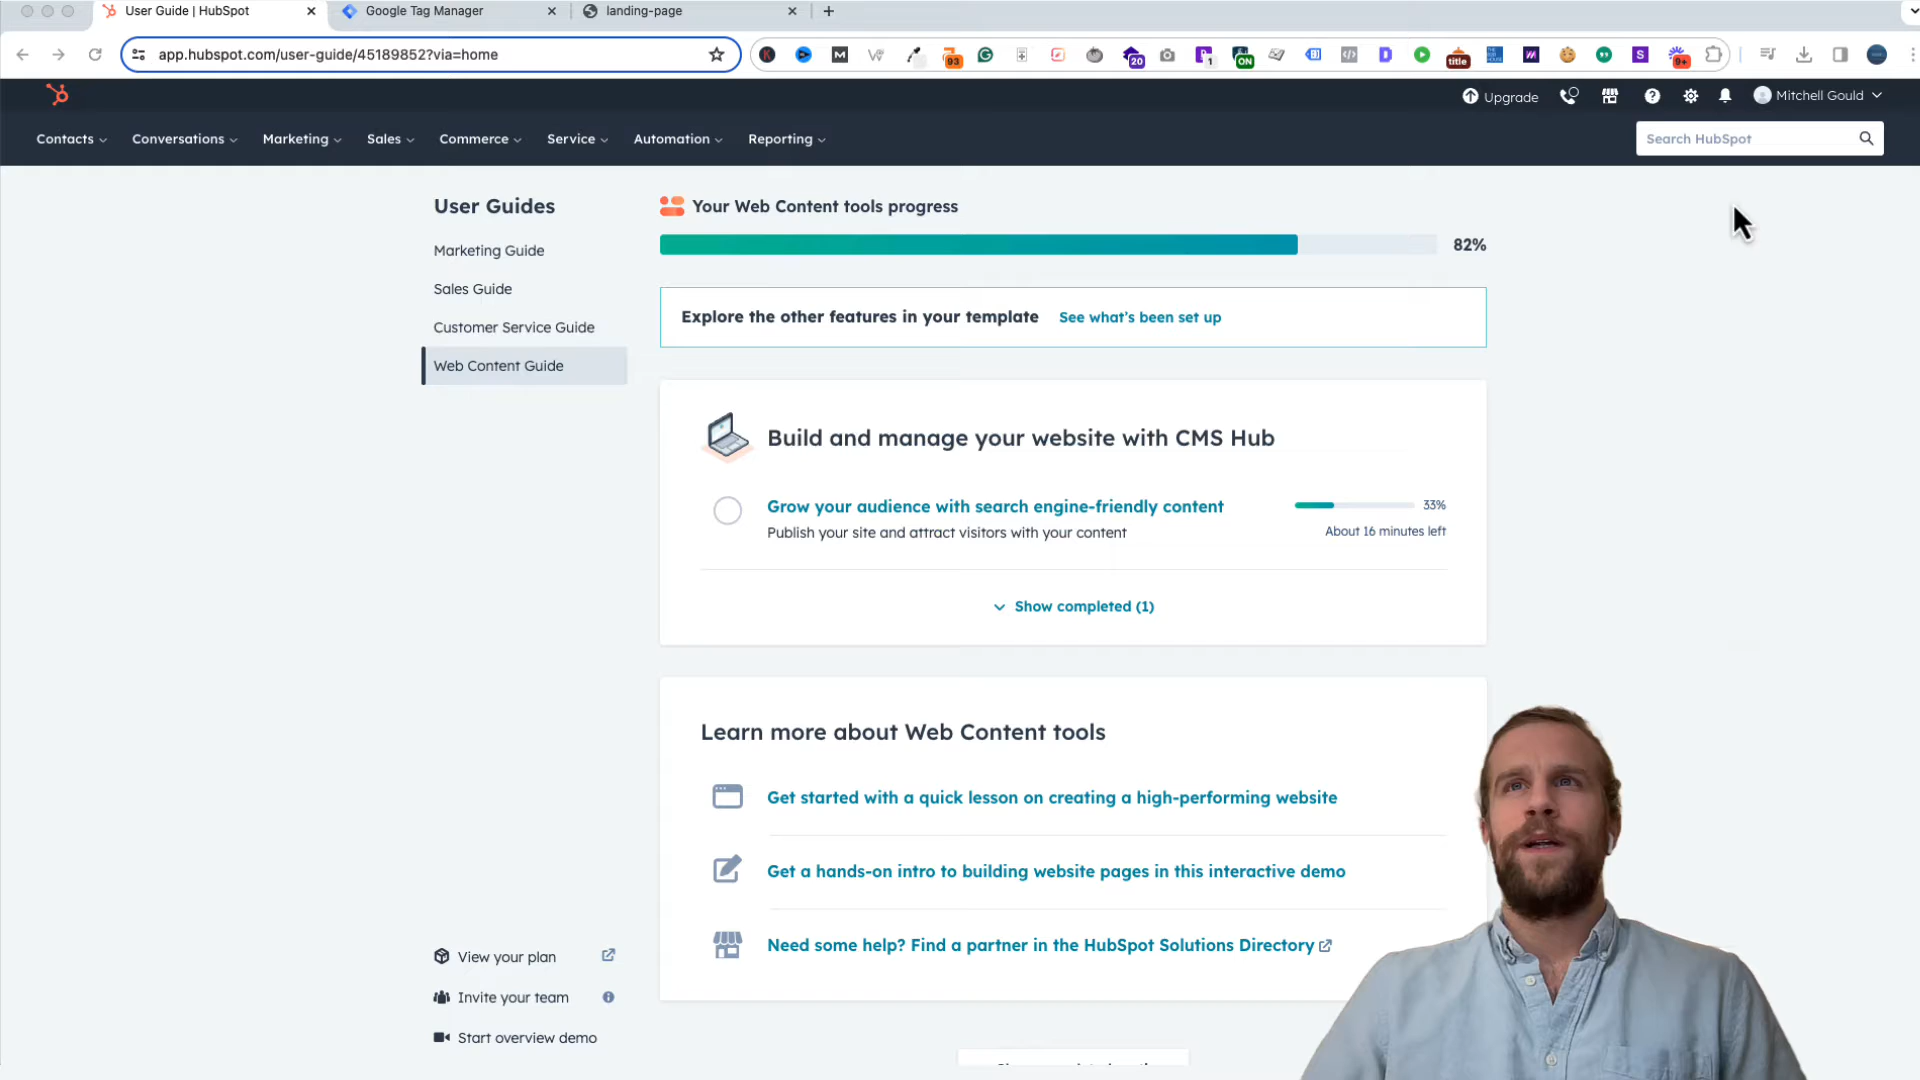 User Guide | HubSpot
Google Tag Manager
landing-page
app.hubspot.com/user-guide/45189852?via=home
93
20
1
ON
title
9+
Upgrade
Mitchell Gould
Contacts
Conversations
Marketing
Sales
Commerce
Service
Automation
Reporting
Search HubSpot
User Guides
Marketing Guide
Sales Guide
Customer Service Guide
Web Content Guide
Your Web Content tools progress
82%
Explore the other features in your template See what's been set up
Build and manage your website with CMS Hub
Grow your audience with search engine-friendly content
33%
Publish your site and attract visitors with your content
About 16 minutes left
Show completed (1)
Learn more about Web Content tools
Get started with a quick lesson on creating a high-performing website
Get a hands-on intro to building website pages in this interactive demo
Need some help? Find a partner in the HubSpot Solutions Directory
View your plan
Invite your team
Start overview demo